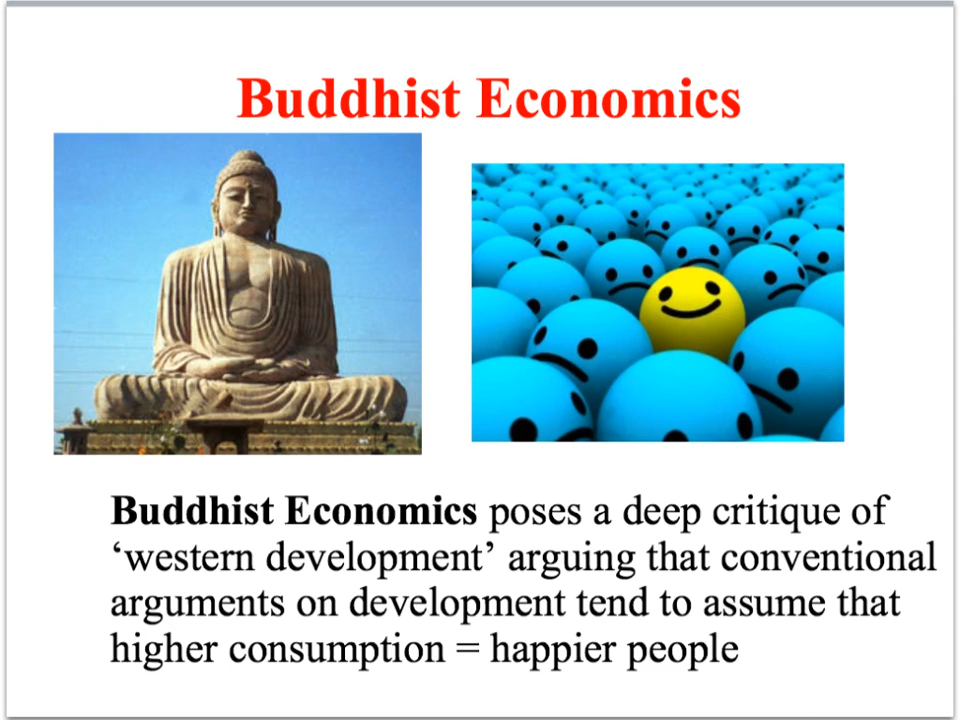 Buddhist Economics
Buddhist Economics poses a deep critique of
‘western development’ arguing that conventional
arguments on development tend to assume that
higher consumption = happier people